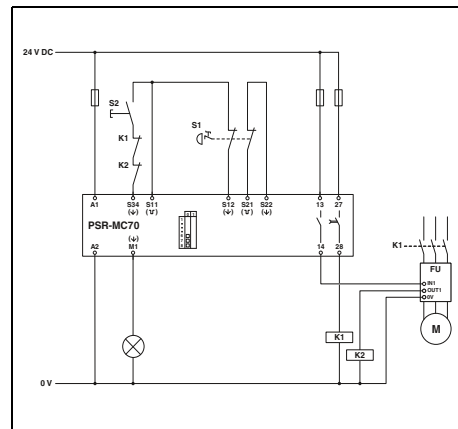 24 V DC
S2
K1
K2
S1
A1
S34
S11
S12
S21
S22
13
27
PSR-MC70
A2
M1
14
28
K1
FU
IN1
OUT1
0V
M
K1
K2
0 V